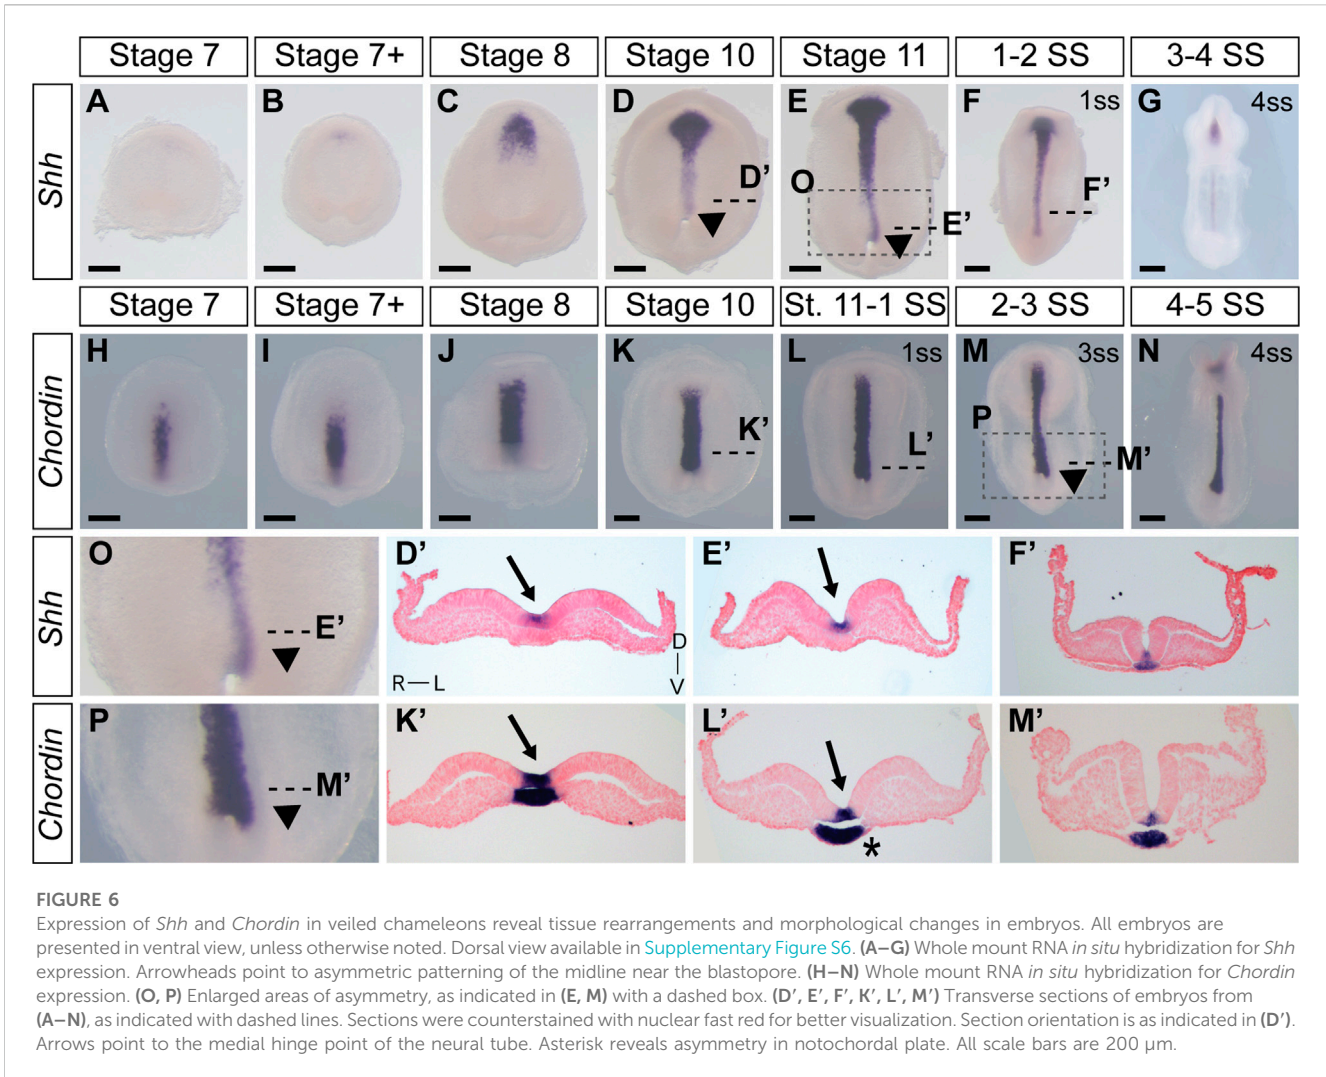 Stage 7 Stage 7+ Stage 8 Stage 10 Stage 11 1-2 SS 3-4 SS
Shh
A B C D E F 1ss G 4ss
D’
O
F’
E’
Stage 7 Stage 7+ Stage 8 Stage 10 St. 11-1 SS 2-3 SS 4-5 SS
Chordin
H I J K L 1ss M 3ss N 4ss
K’
P
L’
M’
Shh
O D’ E’ F’
E’
D
R L V
Chordin
P K’ L’ M’
M’
*
FIGURE 6
Expression of Shh and Chordin in veiled chameleons reveal tissue rearrangements and morphological changes in embryos. All embryos are
presented in ventral view, unless otherwise noted. Dorsal view available in Supplementary Figure S6. (A–G) Whole mount RNA in situ hybridization for Shh
expression. Arrowheads point to asymmetric patterning of the midline near the blastopore. (H–N) Whole mount RNA in situ hybridization for Chordin
expression. (O, P) Enlarged areas of asymmetry, as indicated in (E, M) with a dashed box. (D′, E′, F′, K′, L′, M′) Transverse sections of embryos from
(A–N), as indicated with dashed lines. Sections were counterstained with nuclear fast red for better visualization. Section orientation is as indicated in (D′).
Arrows point to the medial hinge point of the neural tube. Asterisk reveals asymmetry in notochordal plate. All scale bars are 200 μm.